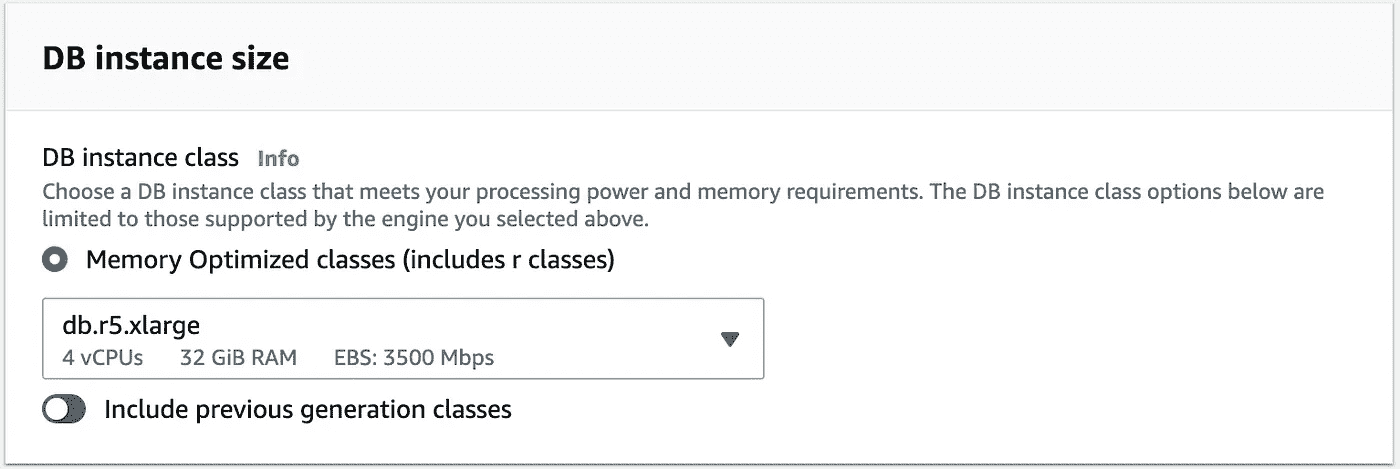 DB instance size
DB instance class Info
Choose a DB instance class that meets your processing power and memory requirements. The DB instance class options below are
limited to those supported by the engine you selected above.
Memory Optimized classes (includes r classes)
db.r5.xlarge
4 vCPUs 32 GiB RAM EBS: 3500 Mbps
Include previous generation classes